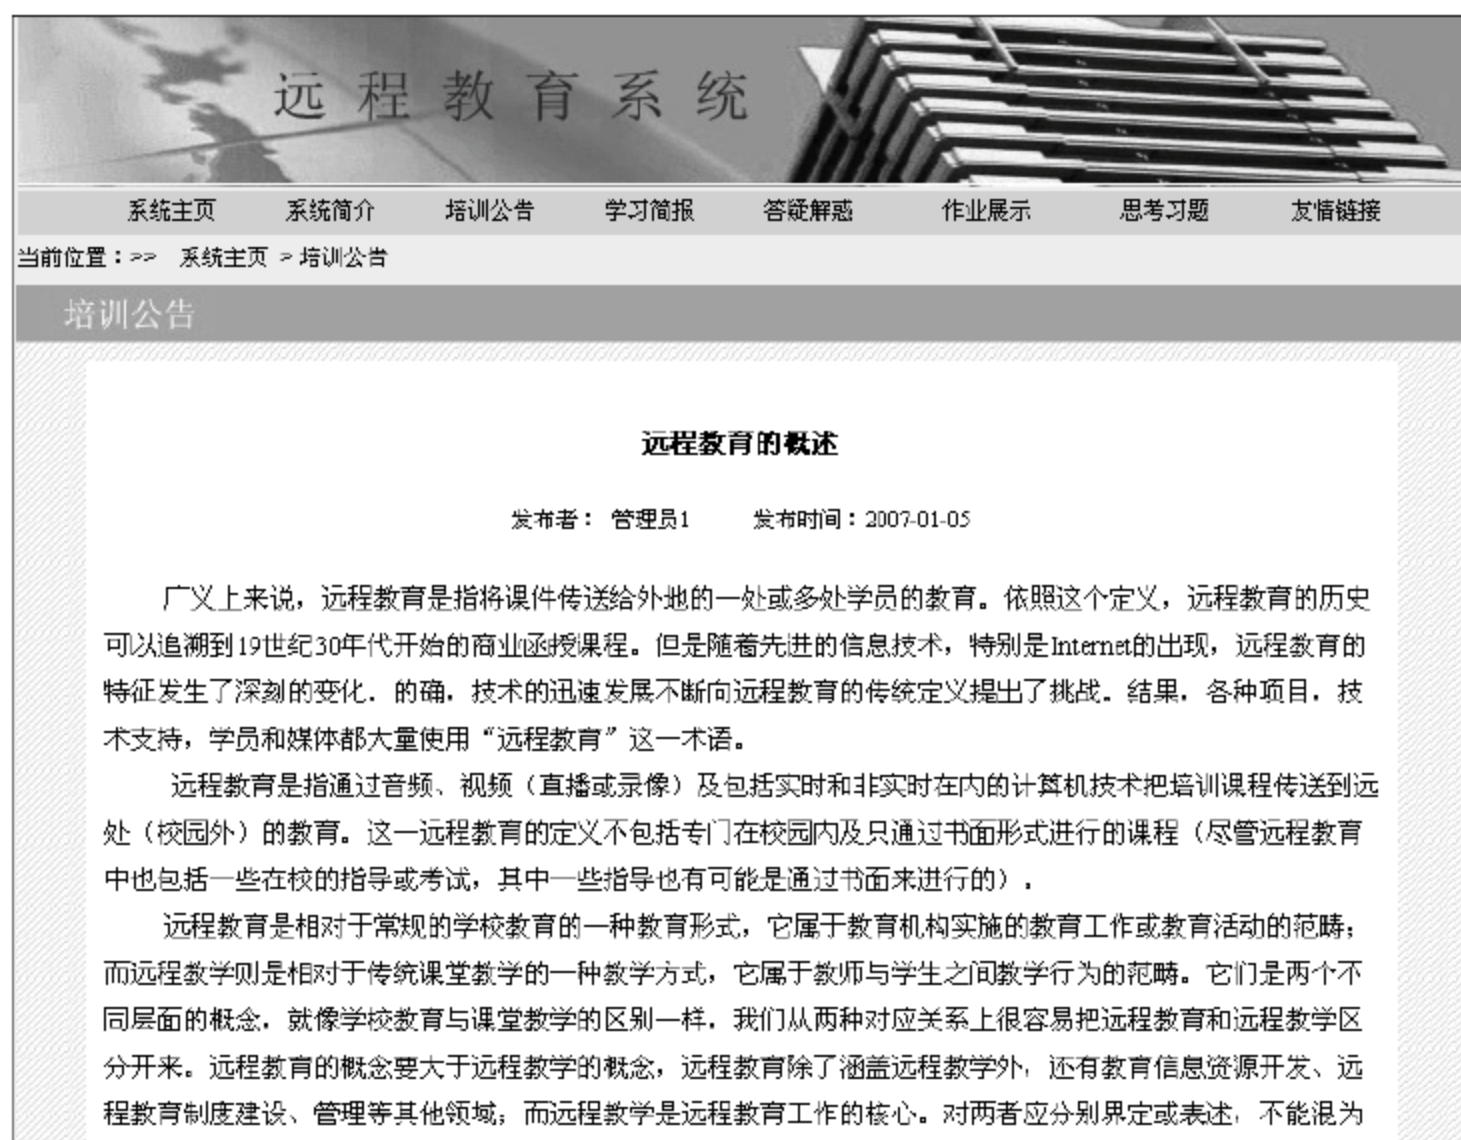 远程教育系统
系统主页 系统简介 培训公告 学习简报 答疑解惑 作业展示 思考习题 友情链接
当前位置：>> 系统主页 > 培训公告
培训公告
远程教育的概述
发布者： 管理员1 发布时间：2007-01-05
广义上来说，远程教育是指将课件传送给外地的一处或多处学员的教育。依照这个定义，远程教育的历史
可以追溯到19世纪30年代开始的商业函授课程。但是随着先进的信息技术，特别是Internet的出现，远程教育的
特征发生了深刻的变化．的确，技术的迅速发展不断向远程教育的传统定义提出了挑战。结果，各种项目，技
术支持，学员和媒体都大量使用“远程教育”这一术语。
远程教育是指通过音频、视频（直播或录像）及包括实时和非实时在内的计算机技术把培训课程传送到远
处（校园外）的教育。这一远程教育的定义不包括专门在校园内及只通过书面形式进行的课程（尽管远程教育
中也包括一些在校的指导或考试，其中一些指导也有可能是通过书面来进行的）．
远程教育是相对于常规的学校教育的一种教育形式，它属于教育机构实施的教育工作或教育活动的范畴；
而远程教学则是相对于传统课堂教学的一种教学方式，它属于教师与学生之间教学行为的范畴。它们是两个不
同层面的概念，就像学校教育与课堂教学的区别一样，我们从两种对应关系上很容易把远程教育和远程教学区
分开来。远程教育的概念要大于远程教学的概念，远程教育除了涵盖远程教学外，还有教育信息资源开发、远
程教育制度建设、管理等其他领域；而远程教学是远程教育工作的核心。对两者应分别界定或表述，不能混为